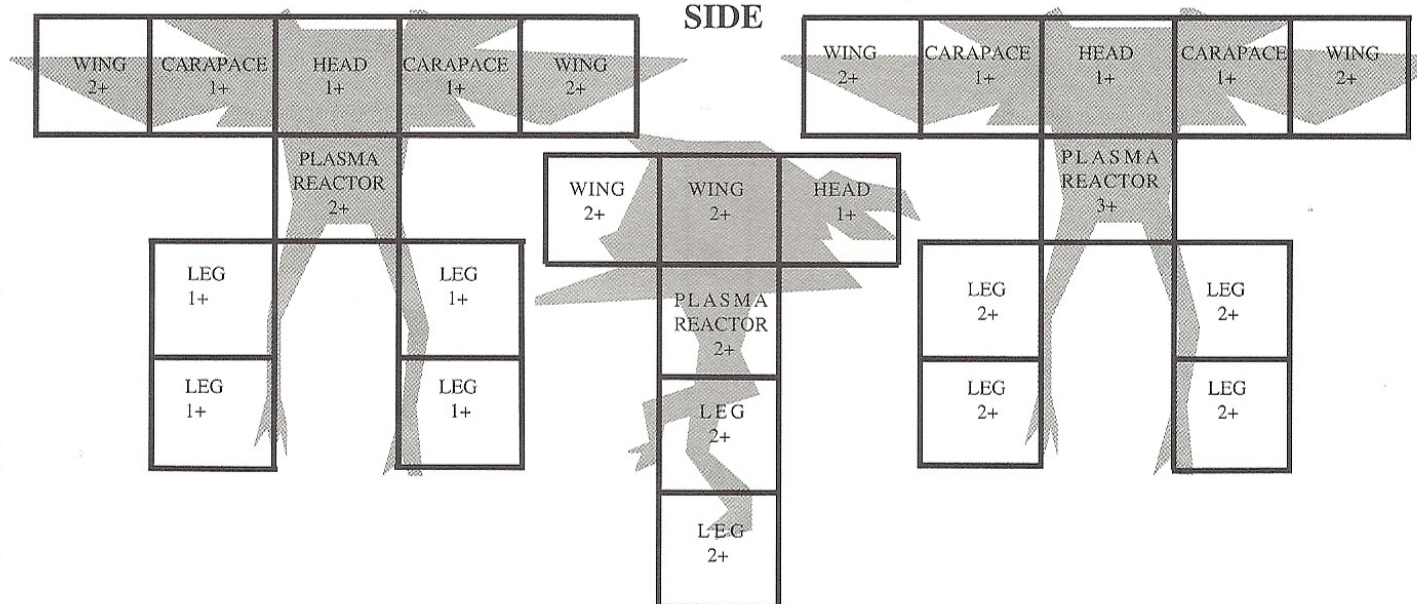 SIDE
WING CARAPACE HEAD CARAPACE WING
2+ 1+ 1+ 1+ 2+
PLASMA
REACTOR
2+
LEG LEG
1+ 1+
LEG LEG
1+ 1+
WING WING HEAD
2+ 2+ 1+
PLASMA
REACTOR
2+
LEG
2+
LEG
2+
WING CARAPACE HEAD CARAPACE WING
2+ 1+ 1+ 1+ 2+
PLASMA
REACTOR
3+
LEG LEG
2+ 2+
LEG LEG
2+ 2+